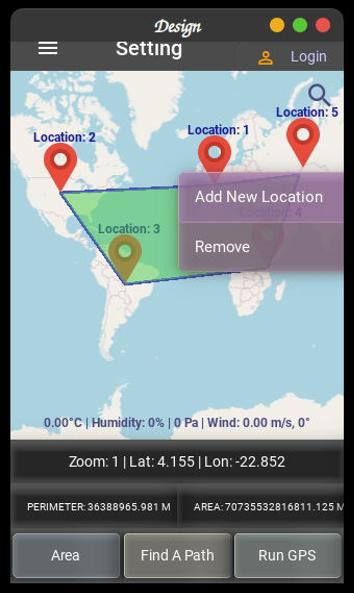 Design
Setting
Login
Location: 5
Location: 1
Location: 2
Add New Location
Location: 4
Location: 3
Remove
0.00°C | Humidity: 0% | 0 Pa | Wind: 0.00 m/s, 0°
Zoom: 1 | Lat: 4.155 | Lon: -22.852
PERIMETER: 36388965.981 M
AREA: 70735532816811.125 M
Area
Find A Path
Run GPS